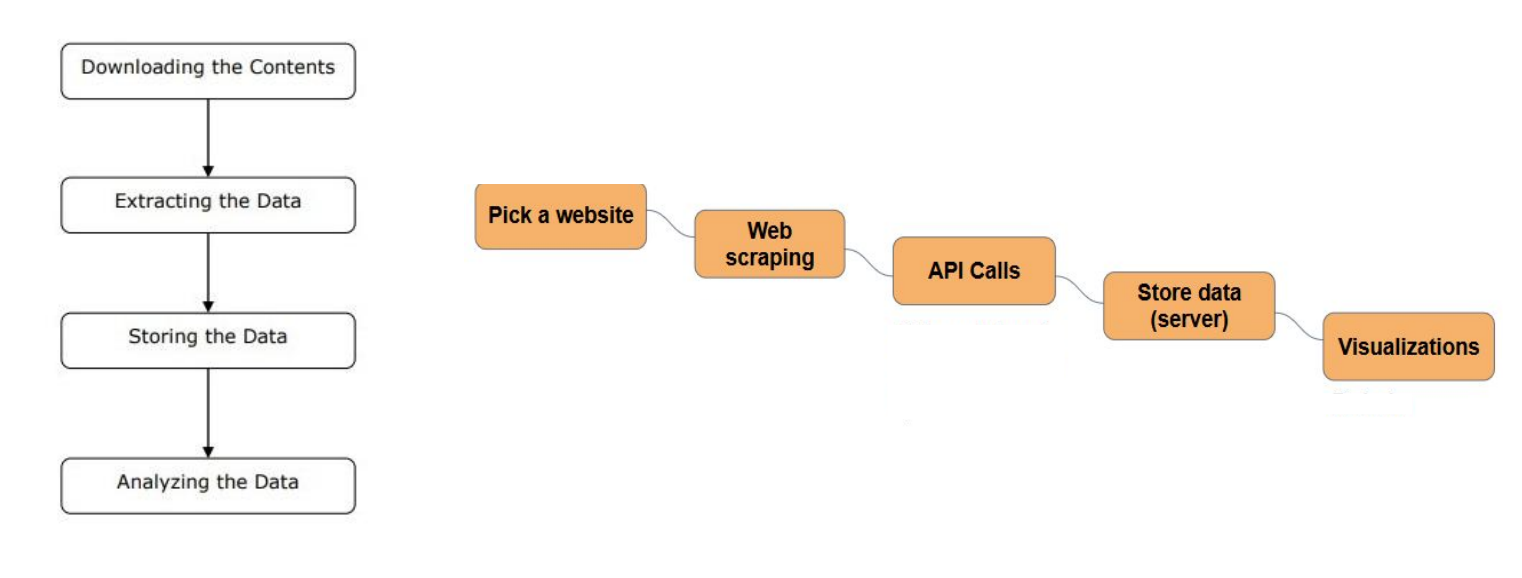 Downloading the Contents
Extracting the Data
Storing the Data
Analyzing the Data
Pick a website
Web
scraping
API Calls
Store data
(server)
Visualizations